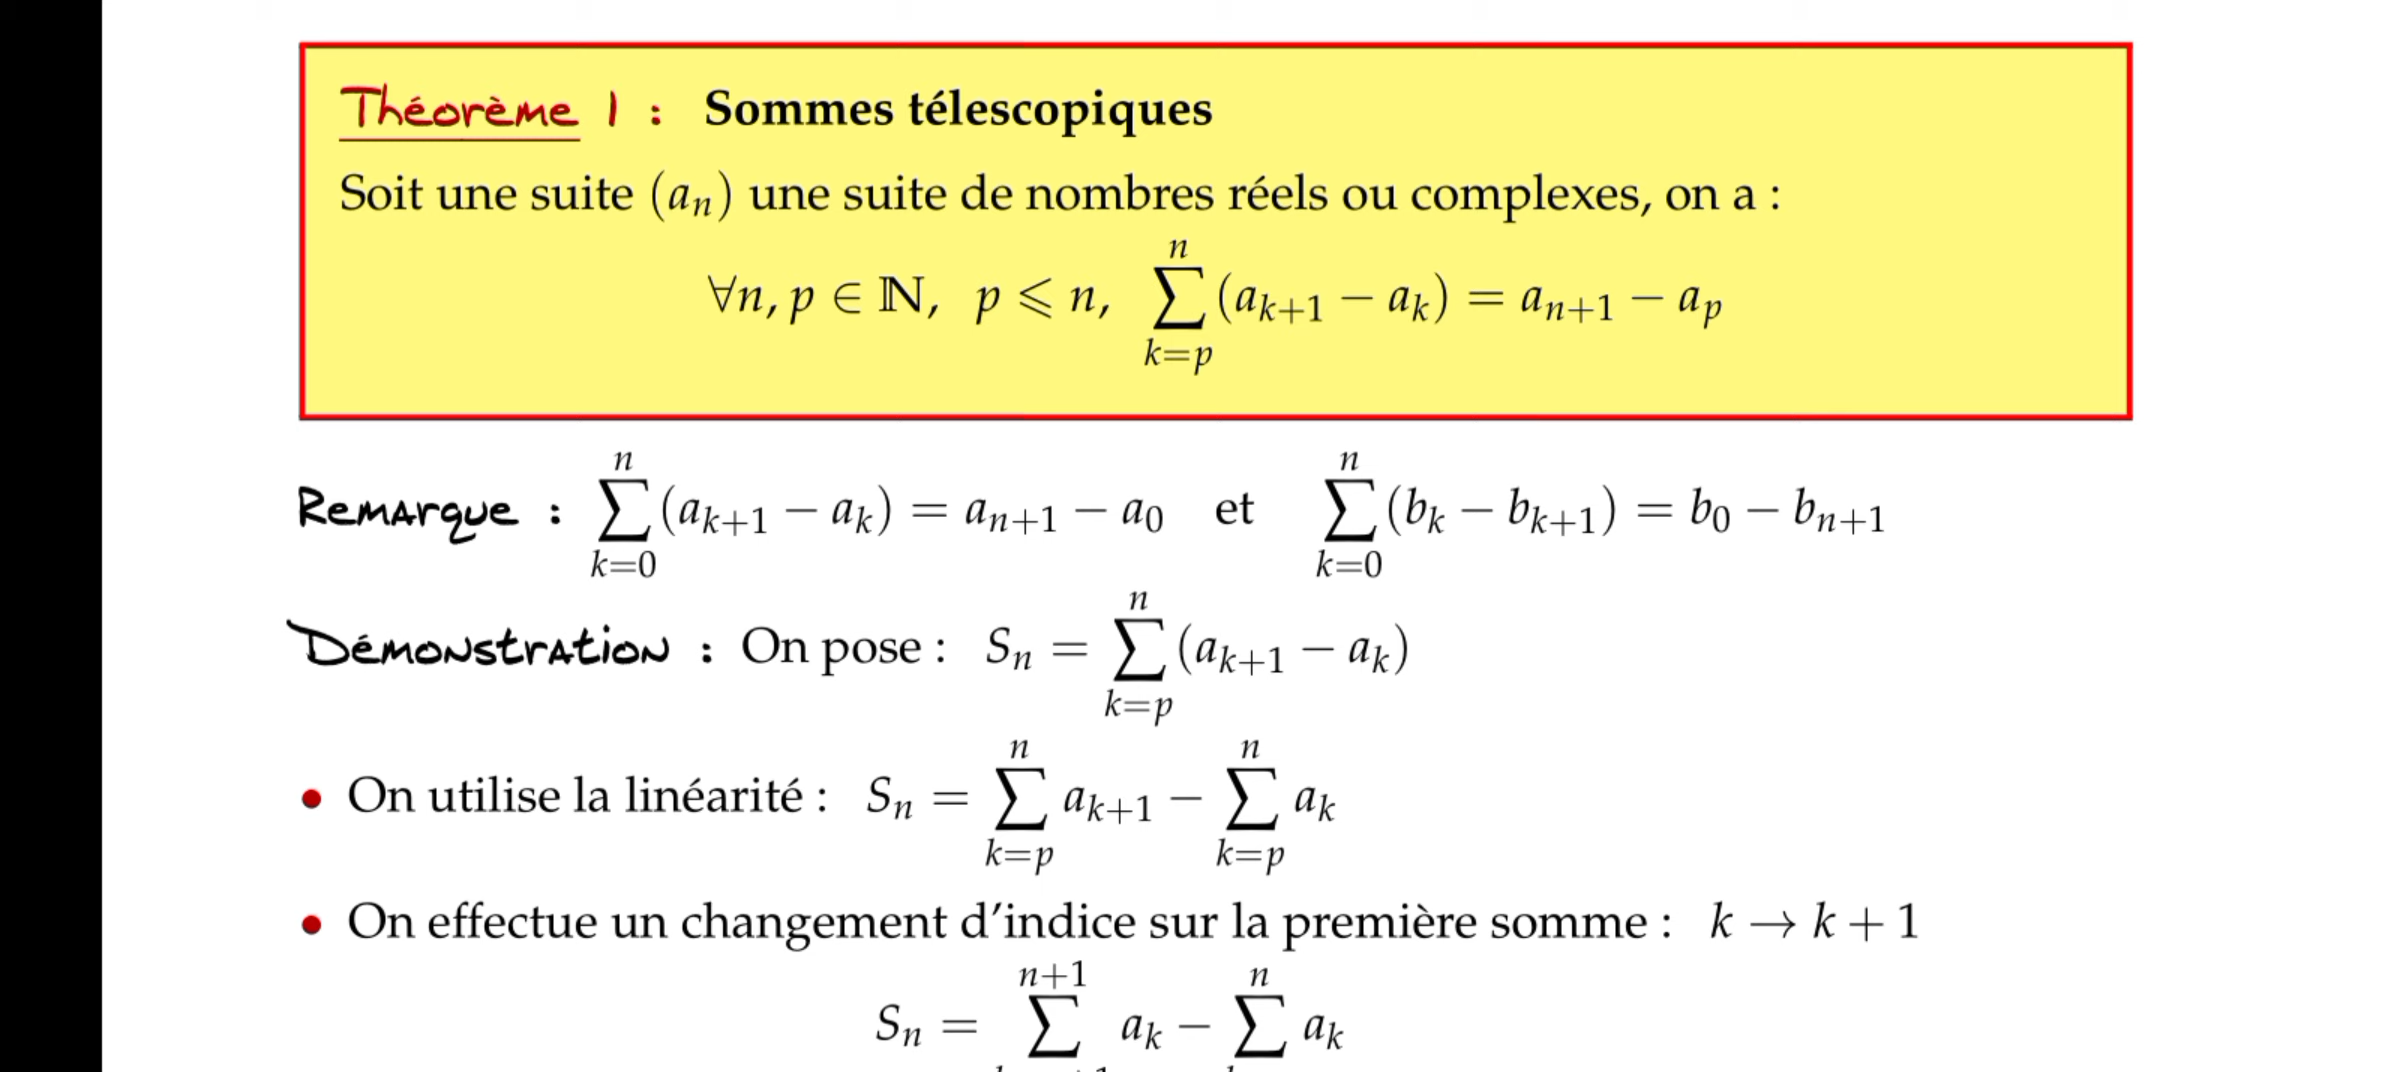 Théorème 1 : Sommes télescopiques
Soit une suite (aₙ) une suite de nombres réels ou complexes, on a :
∀n, p ∈ ℕ, p ⩽ n, ∑_{k=p}^{n} (a_{k+1} − a_k) = a_{n+1} − a_p
Remarque : ∑_{k=0}^{n} (a_{k+1} − a_k) = a_{n+1} − a_0 et ∑_{k=0}^{n} (b_k − b_{k+1}) = b_0 − b_{n+1}
Démonstration : On pose : S_n = ∑_{k=p}^{n} (a_{k+1} − a_k)
• On utilise la linéarité : S_n = ∑_{k=p}^{n} a_{k+1} − ∑_{k=p}^{n} a_k
• On effectue un changement d'indice sur la première somme : k → k + 1
S_n = ∑^{n+1} a_k − ∑^{n} a_k